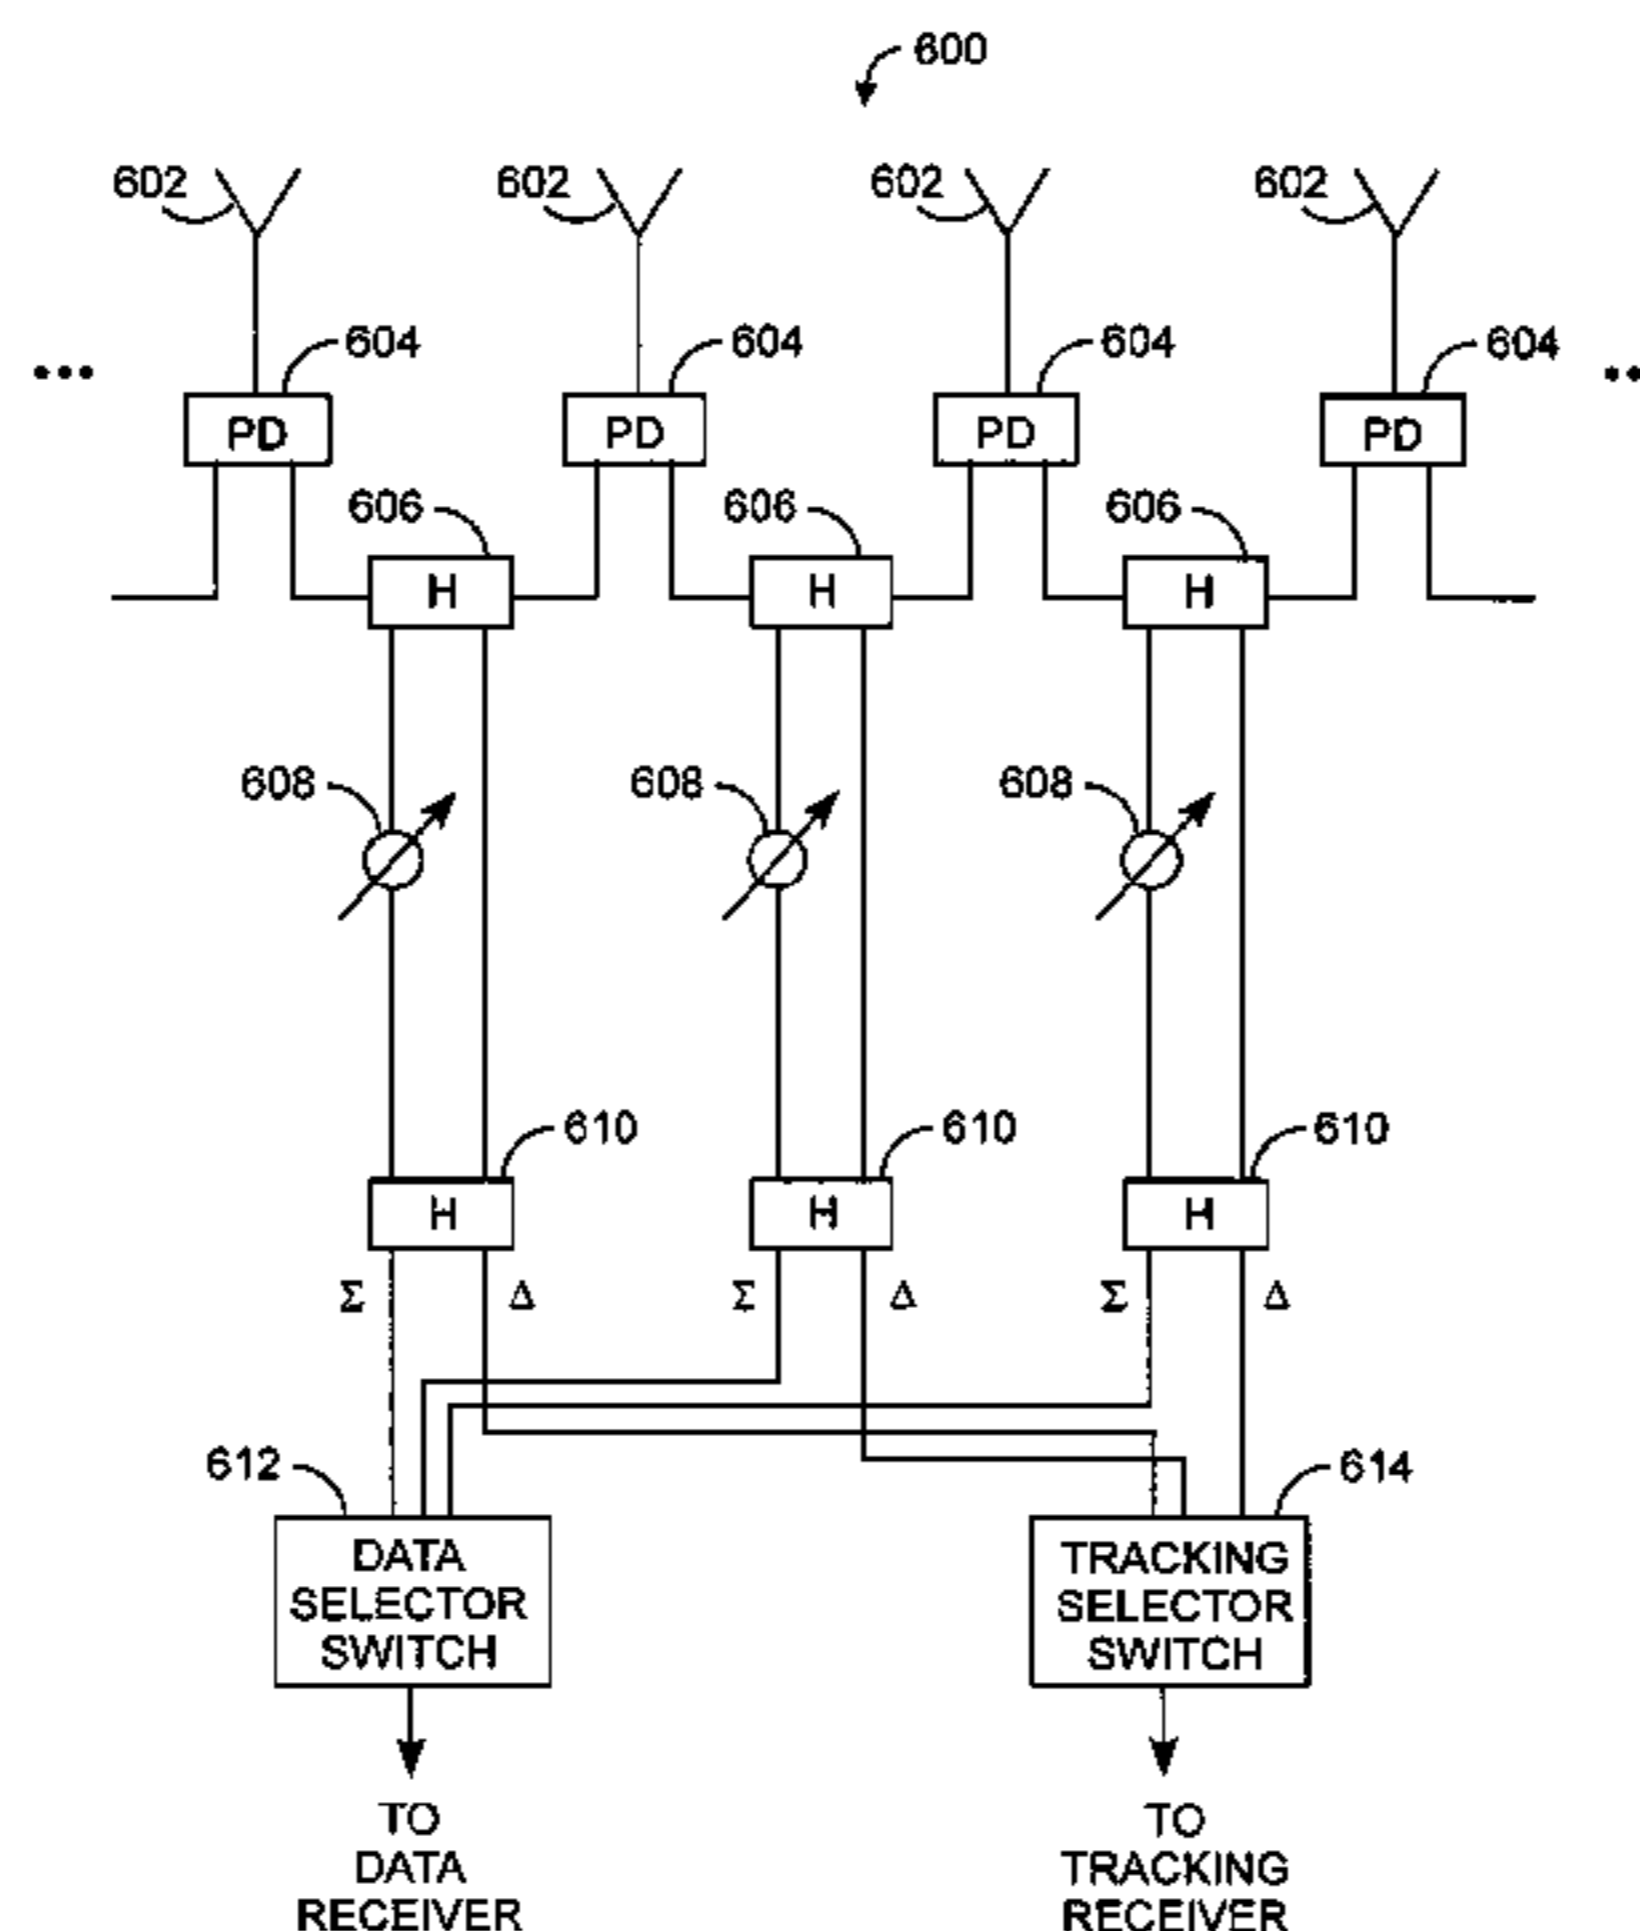 600
602 602 602 602
604 604 604 604
... ..
PD PD PD PD
606 606 606
H H H
608 608 608
610 610 610
H H H
Σ Δ Σ Δ Σ Δ
612 614
DATA SELECTOR SWITCH
TRACKING SELECTOR SWITCH
TO DATA RECEIVER
TO TRACKING RECEIVER